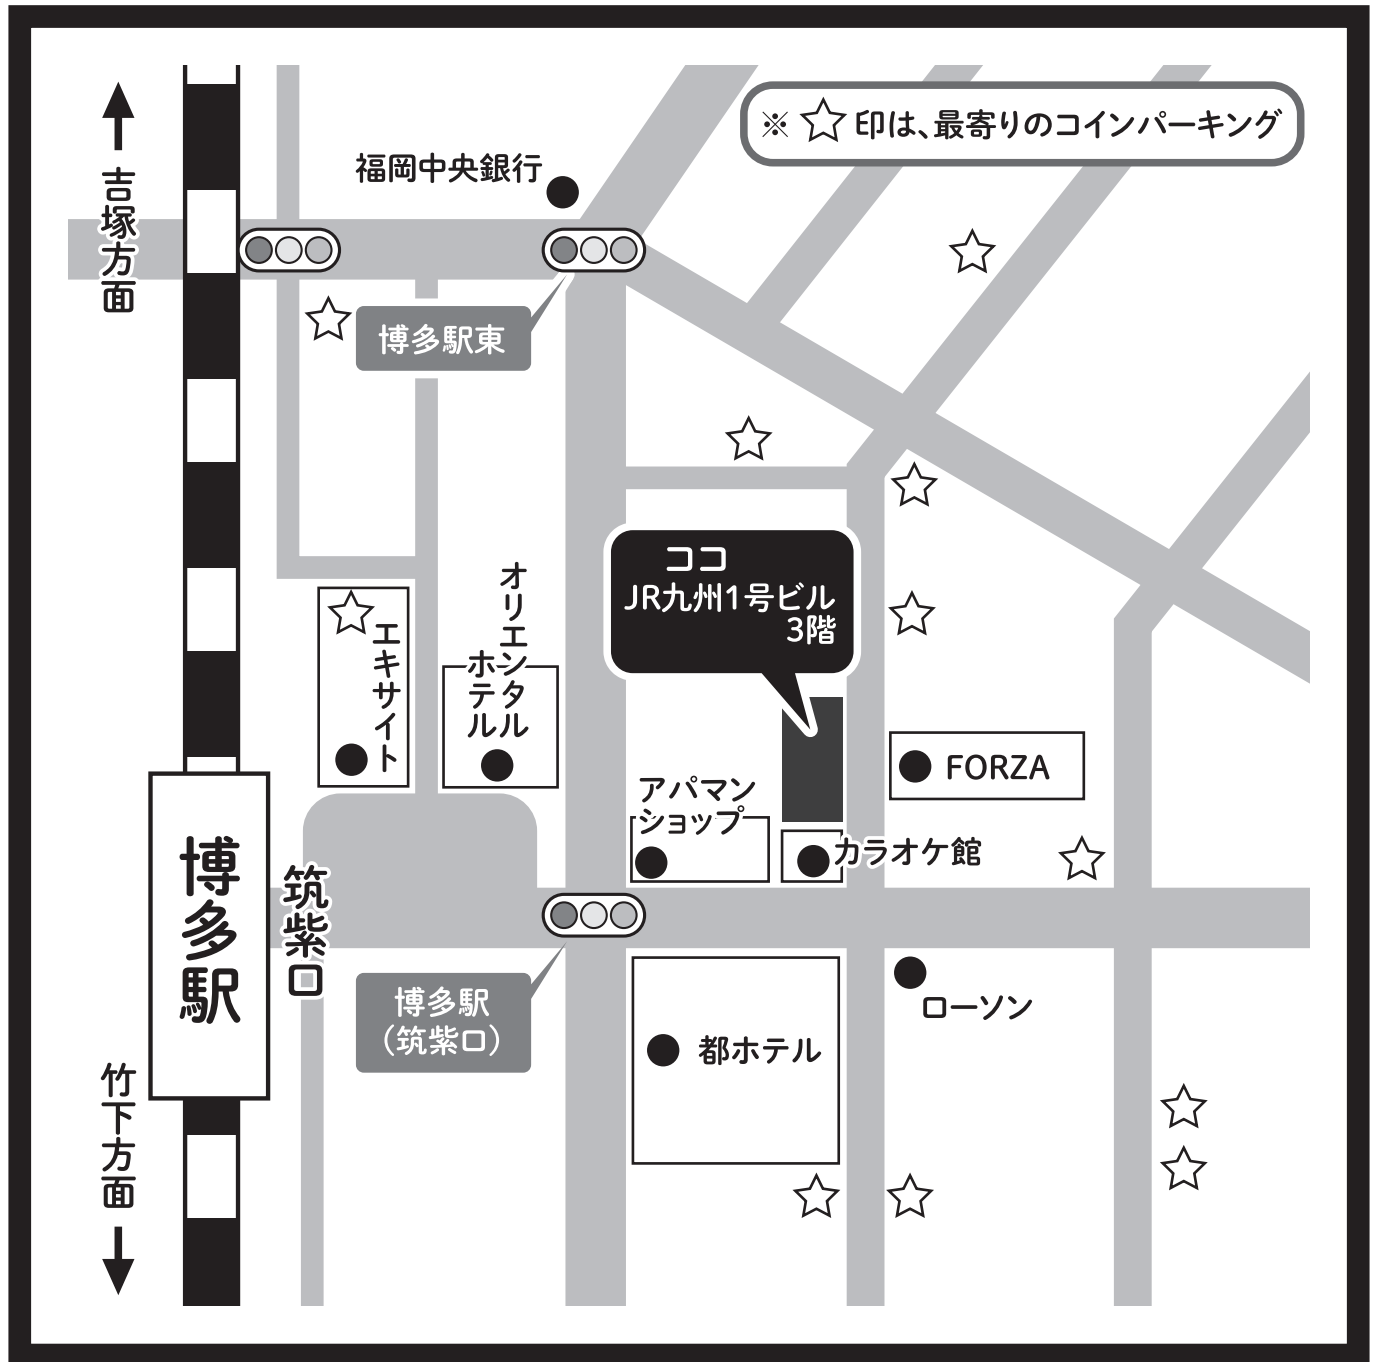 ※ ☆ 印は、最寄りのコインパーキング
福岡中央銀行
吉塚方面
博多駅東
ココ
JR九州1号ビル
3階
オリエンタル
ホテル
エキサイト
FORZA
アパマン
ショップ
カラオケ館
博多駅
筑紫口
博多駅
(筑紫口)
ローソン
都ホテル
竹下方面